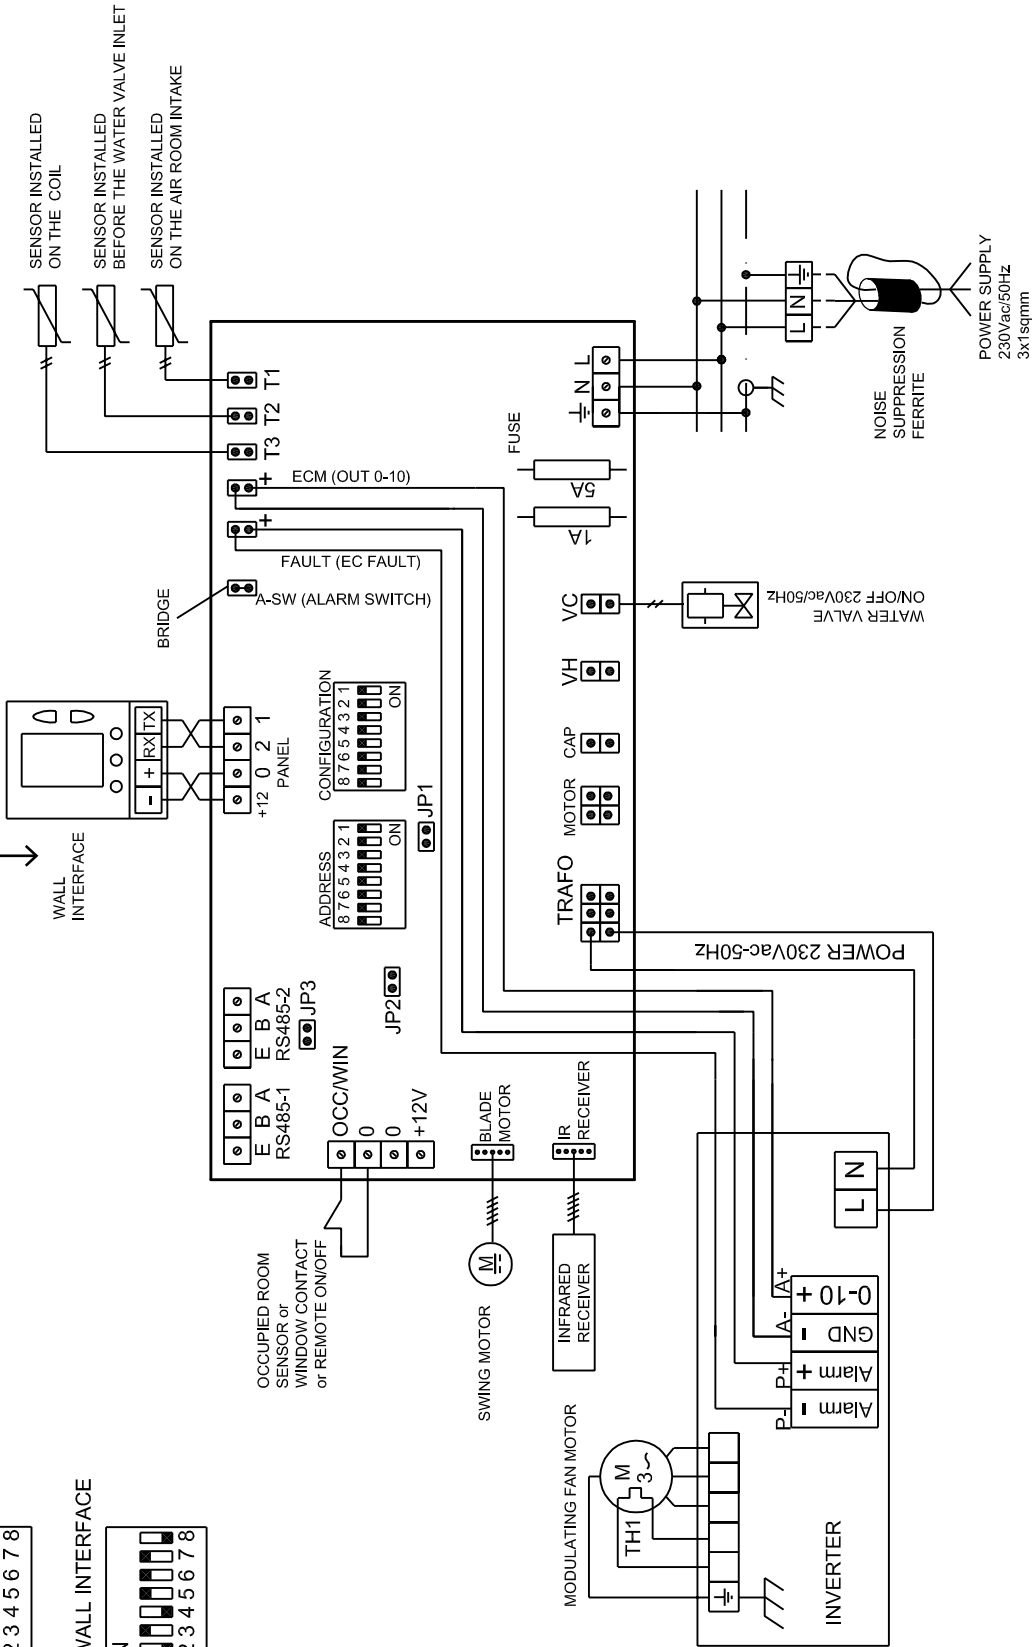 SENSOR INSTALLED
ON THE COIL
SENSOR INSTALLED
BEFORE THE WATER VALVE INLET
SENSOR INSTALLED
ON THE AIR ROOM INTAKE
T1
T2
T3
+
ECM (OUT 0-10)
+
FAULT (EC FAULT)
A-SW (ALARM SWITCH)
BRIDGE
L
N
FUSE
5A
1A
L N
NOISE
SUPPRESSION
FERRITE
POWER SUPPLY
230Vac/50Hz
3x1sqmm
WALL
INTERFACE
- + RX TX
+12 0 2 1
PANEL
CONFIGURATION
8 7 6 5 4 3 2 1
ON
ADDRESS
8 7 6 5 4 3 2 1
ON
JP1
JP2
JP3
VC
VH
CAP
MOTOR
TRAFO
WATER VALVE
ON/OFF 230Vac/50Hz
POWER 230Vac-50Hz
E B A
RS485-2
E B A
RS485-1
OCC/WIN
0
0
+12V
BLADE
MOTOR
IR
RECEIVER
OCCUPIED ROOM
SENSOR or
WINDOW CONTACT
or REMOTE ON/OFF
M
SWING MOTOR
INFRARED
RECEIVER
MODULATING FAN MOTOR
M
3~
TH1
INVERTER
L N
A+
A-
P+
P-
0-10 +
GND -
Alarm +
Alarm -
2 3 4 5 6 7 8
WALL INTERFACE
N
2 3 4 5 6 7 8